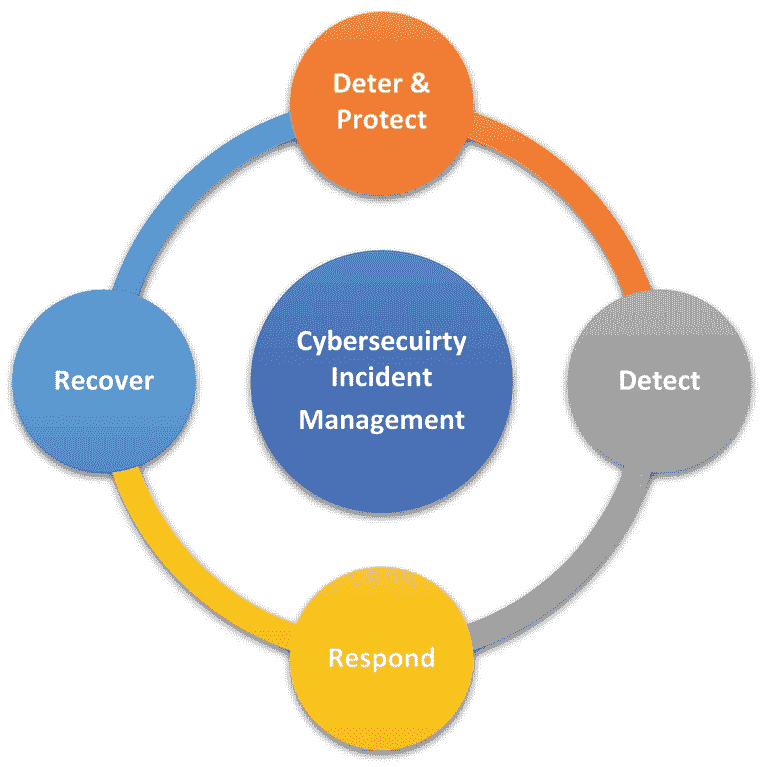 Deter &
Protect
Cybersecuirty
Incident
Management
Recover
Detect
Respond